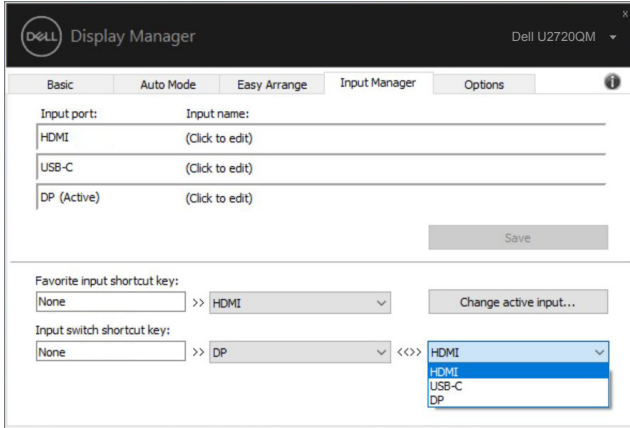 x
DELL Display Manager
Dell U2720QM
Basic Auto Mode Easy Arrange Input Manager Options i
Input port: Input name:
HDMI (Click to edit)
USB-C (Click to edit)
DP (Active) (Click to edit)
Save
Favorite input shortcut key:
None >> HDMI Change active input...
Input switch shortcut key:
None >> DP <<>> HDMI
HDMI
USB-C
DP